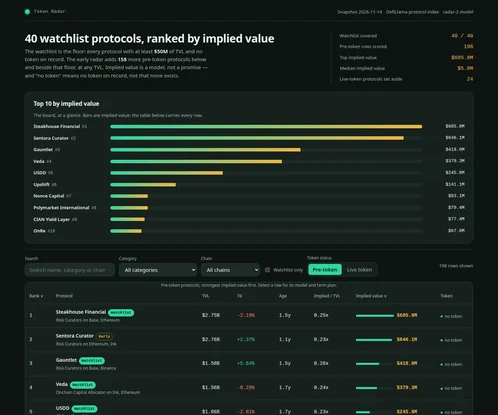 Token Radar
Snapshot 2026-11-14 · DefiLlama protocol index · radar-2 model
40 watchlist protocols, ranked by implied value
The watchlist is the floor: every protocol with at least $50M of TVL and no
token on record. The early radar adds 158 more pre-token protocols below
and beside that floor, at any TVL. Implied value is a model, not a promise —
and "no token" means no token on record, not that none exists.
Watchlist covered 40 / 40
Pre-token rows scored 198
Top implied value $685.8M
Median implied value $5.0M
Live-token protocols set aside 24
Top 10 by implied value
The board, at a glance. Bars are implied value; the table below carries every row.
Steakhouse Financial #1 $685.8M
Sentora Curator #2 $646.1M
Gauntlet #3 $418.0M
Veda #4 $379.3M
USDD #5 $245.8M
Upshift #6 $141.1M
Nonce Capital #7 $83.1M
Polymarket International #8 $79.4M
CIAN Yield Layer #9 $77.4M
OnRe #10 $67.0M
Search
Category
Chain
Token status
Search name, category or chain
All categories
All chains
Watchlist only
Pre-token
Live token
198 rows shown
Pre-token protocols, strongest implied value first. Select a row for its model and farm plan.
Rank Protocol TVL 7d Age Implied / TVL Implied value Token
1 Steakhouse Financial watchlist $2.75B -3.10% 1.5y 0.25x $685.8M no token
Risk Curators on Base, Ethereum
2 Sentora Curator early $2.76B +2.37% 1.1y 0.23x $646.1M no token
Risk Curators on Ethereum, Ink
3 Gauntlet watchlist $1.50B +5.64% 1.5y 0.28x $418.0M no token
Risk Curators on Base, Binance
4 Veda watchlist $1.56B -0.29% 1.7y 0.24x $379.3M no token
Onchain Capital Allocator on Ink, Ethereum
5 USDD watchlist $1.06B -2.81% 1.5y 0.23x $245.8M no token